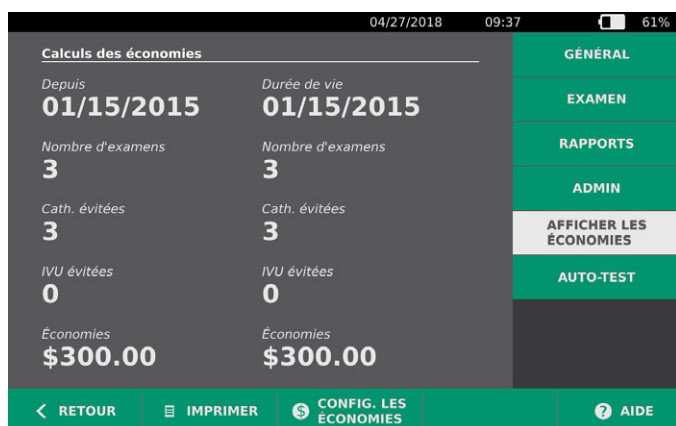 04/27/2018 09:37 61%
Calculs des économies
Depuis Durée de vie
01/15/2015 01/15/2015
Nombre d'examens Nombre d'examens
3 3
Cath. évitées Cath. évitées
3 3
IVU évitées IVU évitées
0 0
Économies Économies
$300.00 $300.00
GÉNÉRAL
EXAMEN
RAPPORTS
ADMIN
AFFICHER LES
ÉCONOMIES
AUTO-TEST
RETOUR
IMPRIMER
$ CONFIG. LES
ÉCONOMIES
? AIDE